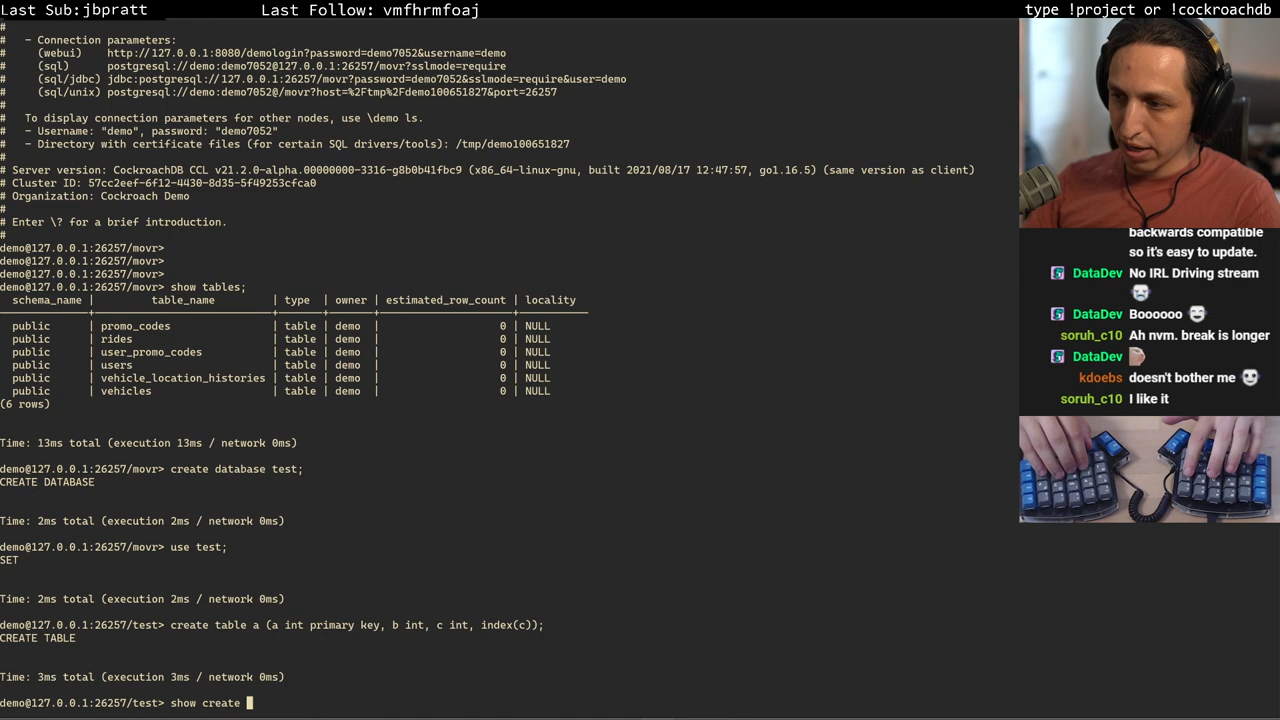 Last Sub:jbpratt
Last Follow: vmfhrmfoaj
type !project or !cockroachdb
#
#   - Connection parameters:
#     (webui)    http://127.0.0.1:8080/demologin?password=demo7052&username=demo
#     (sql)      postgresql://demo:demo7052@127.0.0.1:26257/movr?sslmode=require
#     (sql/jdbc) jdbc:postgresql://127.0.0.1:26257/movr?password=demo7052&sslmode=require&user=demo
#     (sql/unix) postgresql://demo:demo7052@/movr?host=%2Ftmp%2Fdemo100651827&port=26257
#
#   To display connection parameters for other nodes, use \demo ls.
#   - Username: "demo", password: "demo7052"
#   - Directory with certificate files (for certain SQL drivers/tools): /tmp/demo100651827
#
# Server version: CockroachDB CCL v21.2.0-alpha.00000000-3316-g8b0b41fbc9 (x86_64-linux-gnu, built 2021/08/17 12:47:57, go1.16.5) (same version as client)
# Cluster ID: 57cc2eef-6f12-4430-8d35-5f49253cfca0
# Organization: Cockroach Demo
#
# Enter \? for a brief introduction.
#
demo@127.0.0.1:26257/movr>
demo@127.0.0.1:26257/movr>
demo@127.0.0.1:26257/movr>
demo@127.0.0.1:26257/movr> show tables;
schema_name | table_name | type | owner | estimated_row_count | locality
public | promo_codes | table | demo | 0 | NULL
public | rides | table | demo | 0 | NULL
public | user_promo_codes | table | demo | 0 | NULL
public | users | table | demo | 0 | NULL
public | vehicle_location_histories | table | demo | 0 | NULL
public | vehicles | table | demo | 0 | NULL
(6 rows)
Time: 13ms total (execution 13ms / network 0ms)
demo@127.0.0.1:26257/movr> create database test;
CREATE DATABASE
Time: 2ms total (execution 2ms / network 0ms)
demo@127.0.0.1:26257/movr> use test;
SET
Time: 2ms total (execution 2ms / network 0ms)
demo@127.0.0.1:26257/test> create table a (a int primary key, b int, c int, index(c));
CREATE TABLE
Time: 3ms total (execution 3ms / network 0ms)
demo@127.0.0.1:26257/test> show create
backwards compatible
so it's easy to update.
DataDev No IRL Driving stream
DataDev Boooooo
soruh_c10 Ah nvm. break is longer
DataDev
kdoebs doesn't bother me
soruh_c10 I like it